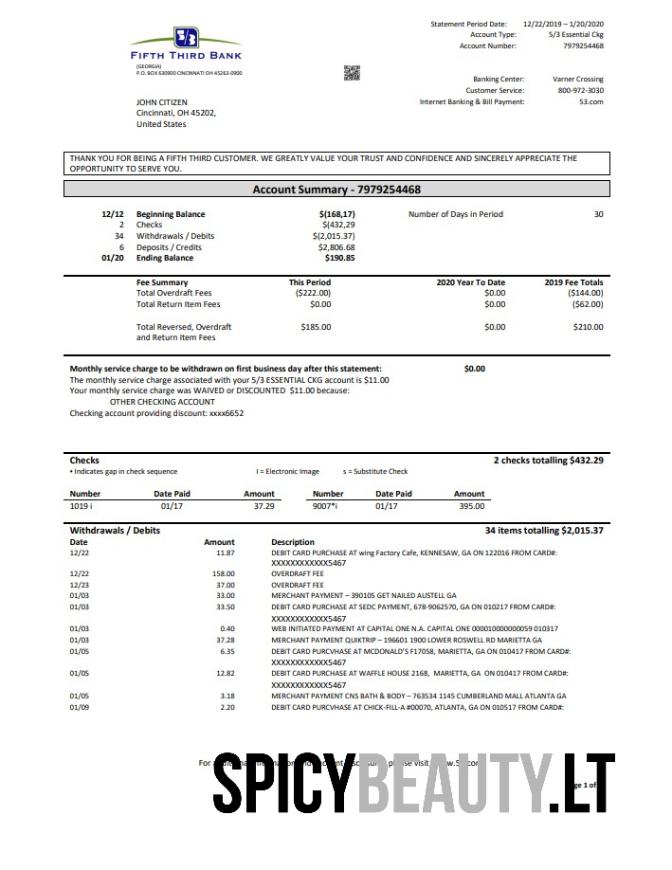 Statement Period Date: 12/22/2019 – 1/20/2020
Account Type: 5/3 Essential Ckg
Account Number: 7979254468
FIFTH THIRD BANK
(GEORGIA)
P.O. BOX 630900 CINCINNATI OH 45263-0900
Banking Center: Varner Crossing
Customer Service: 800-972-3030
Internet Banking & Bill Payment: 53.com
JOHN CITIZEN
Cincinnati, OH 45202,
United States
THANK YOU FOR BEING A FIFTH THIRD CUSTOMER. WE GREATLY VALUE YOUR TRUST AND CONFIDENCE AND SINCERELY APPRECIATE THE
OPPORTUNITY TO SERVE YOU.
Account Summary - 7979254468
12/12 Beginning Balance $(168,17) Number of Days in Period 30
2 Checks $(432,29
34 Withdrawals / Debits $(2,015.37)
6 Deposits / Credits $2,806.68
01/20 Ending Balance $190.85
Fee Summary This Period 2020 Year To Date 2019 Fee Totals
Total Overdraft Fees ($222.00) $0.00 ($144.00)
Total Return Item Fees $0.00 $0.00 ($62.00)
Total Reversed, Overdraft $185.00 $0.00 $210.00
and Return Item Fees
Monthly service charge to be withdrawn on first business day after this statement: $0.00
The monthly service charge associated with your 5/3 ESSENTIAL CKG account is $11.00
Your monthly service charge was WAIVED or DISCOUNTED $11.00 because:
OTHER CHECKING ACCOUNT
Checking account providing discount: xxxx6652
Checks 2 checks totalling $432.29
• Indicates gap in check sequence I = Electronic Image s = Substitute Check
Number Date Paid Amount Number Date Paid Amount
1019 i 01/17 37.29 9007*i 01/17 395.00
Withdrawals / Debits 34 items totalling $2,015.37
Date Amount Description
12/22 11.87 DEBIT CARD PURCHASE AT wing Factory Cafe, KENNESAW, GA ON 122016 FROM CARD#:
XXXXXXXXXXXX5467
12/22 158.00 OVERDRAFT FEE
12/23 37.00 OVERDRAFT FEE
01/03 33.00 MERCHANT PAYMENT – 390105 GET NAILED AUSTELL GA
01/03 33.50 DEBIT CARD PURCHASE AT SEDC PAYMENT, 678-9062570, GA ON 010217 FROM CARD#:
XXXXXXXXXXXX5467
01/03 0.40 WEB INITIATED PAYMENT AT CAPITAL ONE N.A. CAPITAL ONE 0000010000000059 010317
01/03 37.28 MERCHANT PAYMENT QUIKTRIP – 196601 1900 LOWER ROSWELL RD MARIETTA GA
01/05 6.35 DEBIT CARD PURCVHASE AT MCDONALD'S F17058, MARIETTA, GA ON 010417 FROM CARD#:
XXXXXXXXXXXX5467
01/05 12.82 DEBIT CARD PURCHASE AT WAFFLE HOUSE 2168, MARIETTA, GA ON 010417 FROM CARD#:
XXXXXXXXXXXX5467
01/05 3.18 MERCHANT PAYMENT CNS BATH & BODY – 763534 1145 CUMBERLAND MALL ATLANTA GA
01/09 2.20 DEBIT CARD PURCVHASE AT CHICK-FILL-A #00070, ATLANTA, GA ON 010517 FROM CARD#:
For please visit
SPICYBEAUTY.LT
1 of